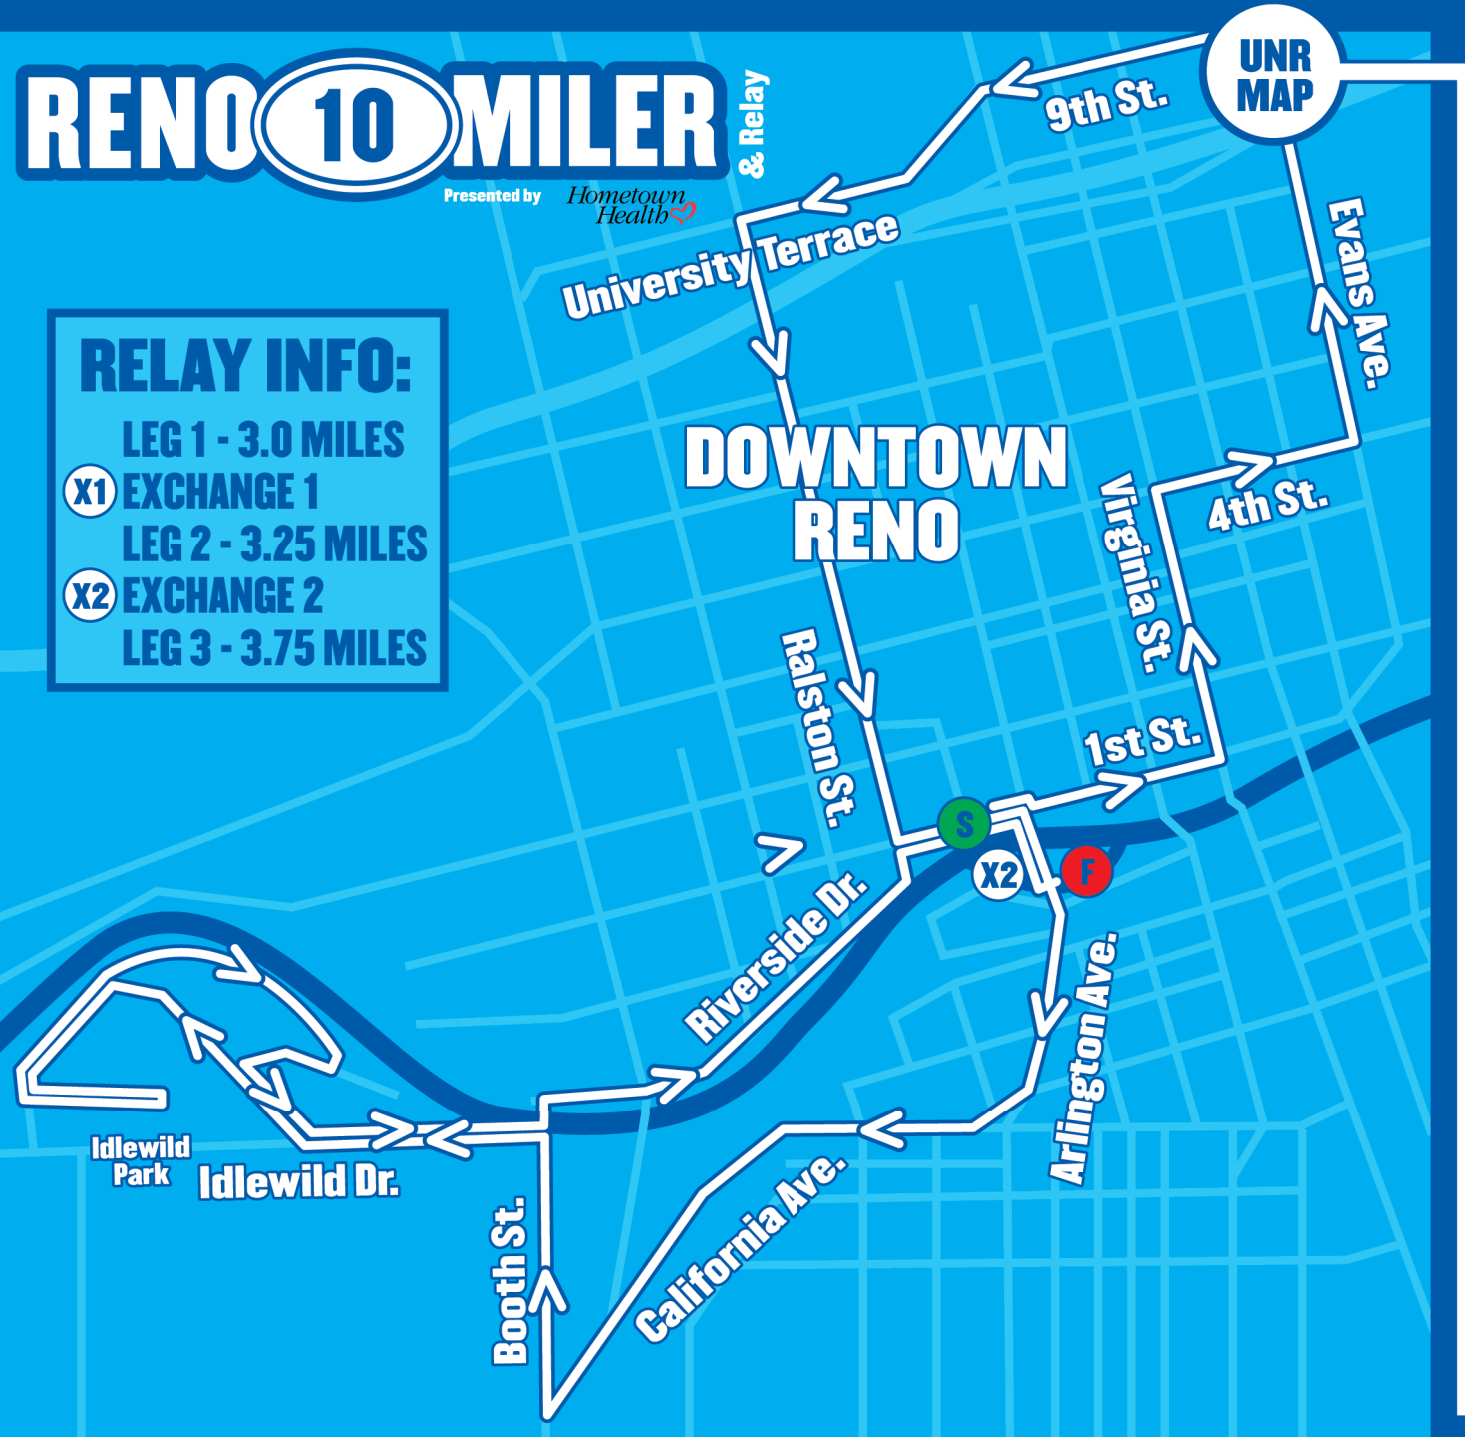 RENO 10 MILER
& Relay
Presented by
Hometown
Health
UNR
MAP
9th St.
University Terrace
Evans Ave.
RELAY INFO:
LEG 1 - 3.0 MILES
X1 EXCHANGE 1
LEG 2 - 3.25 MILES
X2 EXCHANGE 2
LEG 3 - 3.75 MILES
DOWNTOWN
RENO
Virginia St.
4th St.
Ralston St.
1st St.
S
X2
F
Riverside Dr.
Arlington Ave.
Idlewild
Park
Idlewild Dr.
California Ave.
Booth St.